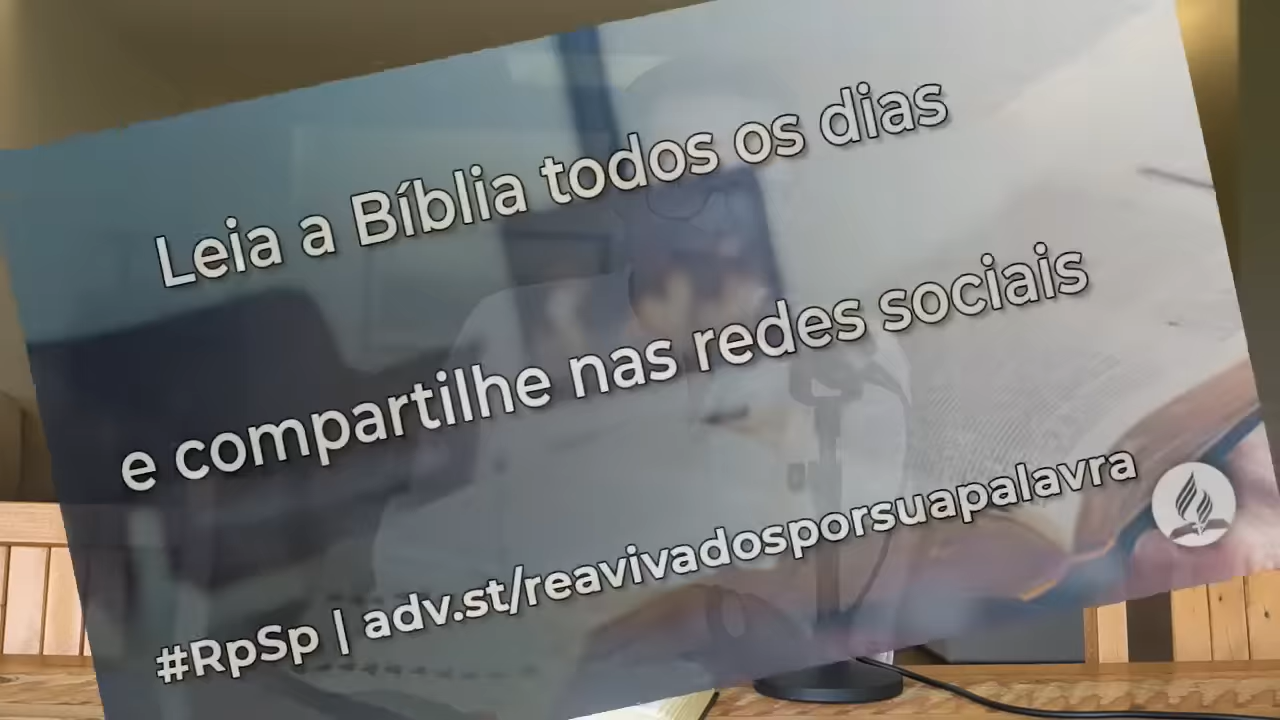 Leia a Bíblia todos os dias
e compartilhe nas redes sociais
#RpSp | adv.st/reavivadosporsuapalavra